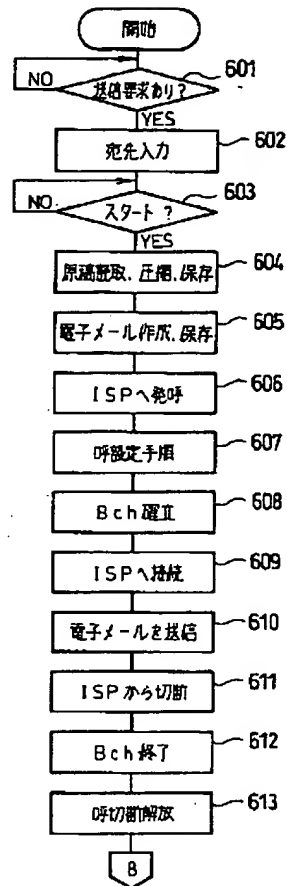 開始
601
送信要求あり?
NO
YES
602
宛先入力
603
スタート ?
NO
YES
604
原稿読取、圧縮、保存
605
電子メール作成、保存
606
ISPへ発呼
607
呼設定手順
608
Bch確立
609
ISPへ接続
610
電子メールを送信
611
ISPから切断
612
Bch終了
613
呼切断解放
B